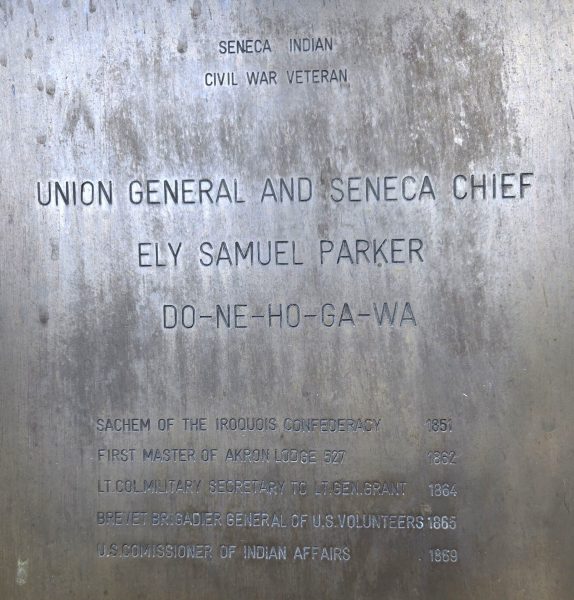 SENECA INDIAN
CIVIL WAR VETERAN
UNION GENERAL AND SENECA CHIEF
ELY SAMUEL PARKER
DO-NE-HO-GA-WA
SACHEM OF THE IROQUOIS CONFEDERACY 1851
FIRST MASTER OF AKRON LODGE 527 1862
LT.COL.MILITARY SECRETARY TO LT.GEN.GRANT 1864
BREVET BRIGADIER GENERAL OF U.S.VOLUNTEERS 1865
U.S.COMISSIONER OF INDIAN AFFAIRS 1869